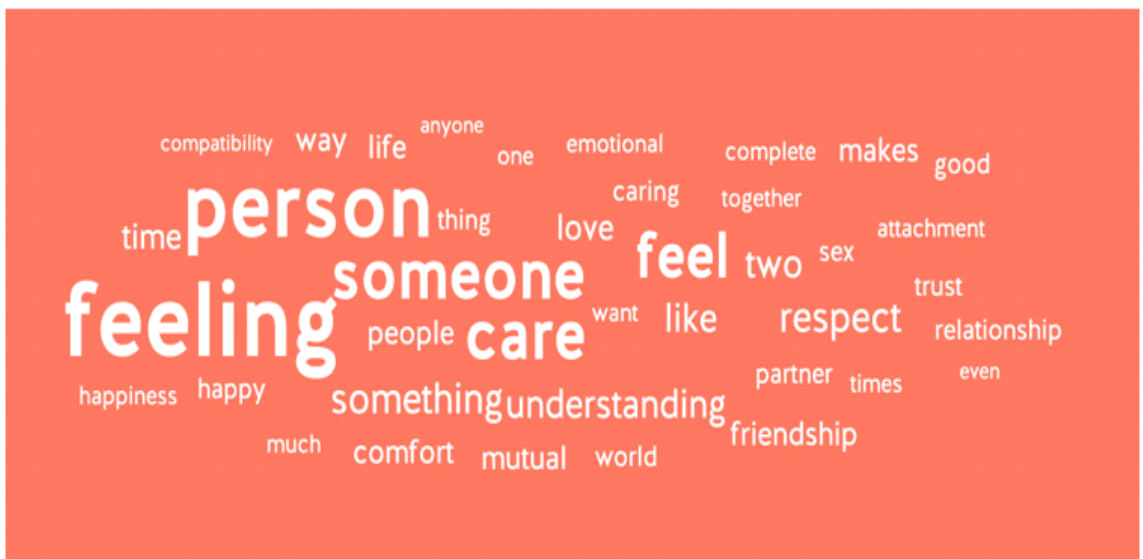 compatibility way life anyone one emotional complete makes good
time person thing love caring together attachment
feeling someone feel two sex trust
people care want like respect relationship
happiness happy something understanding partner times even
much comfort mutual world friendship